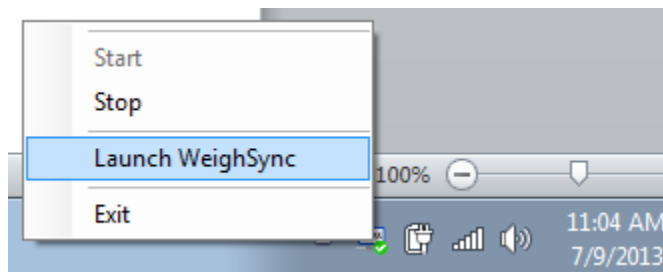 Start
Stop
Launch WeighSync
100%
Exit
11:04 AM
7/9/2013